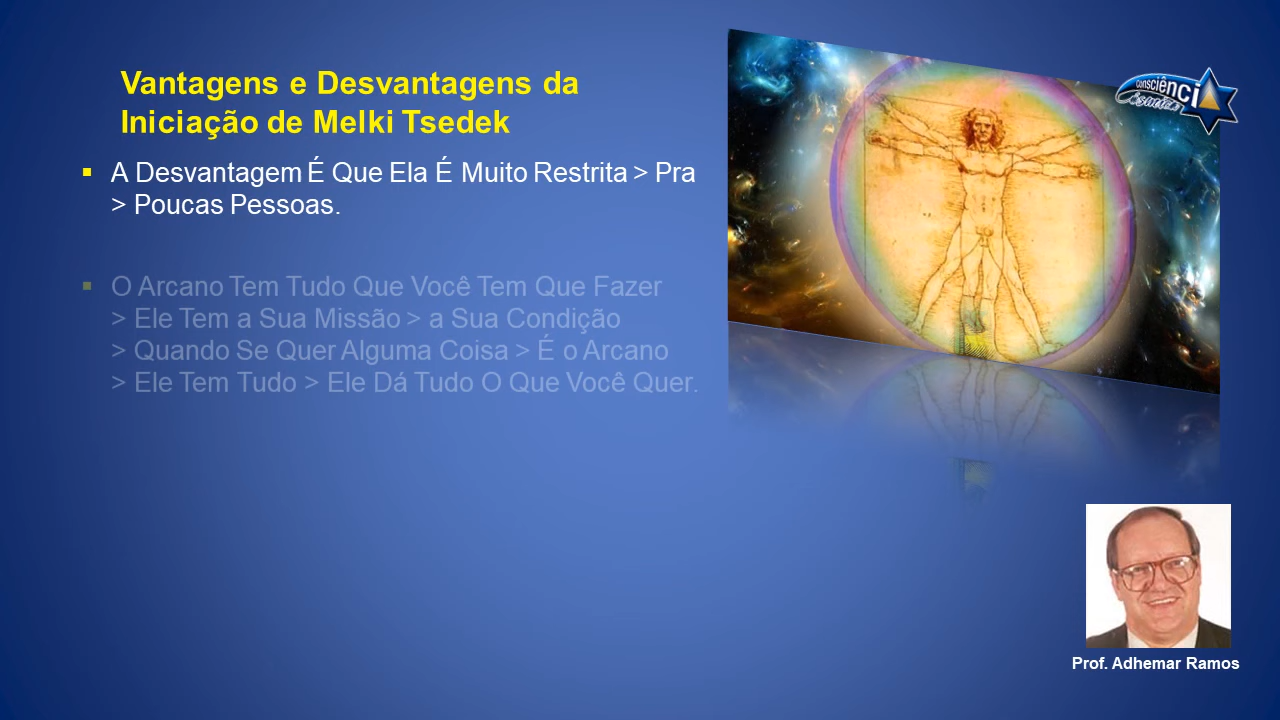 Vantagens e Desvantagens da
Iniciação de Melki Tsedek
▪ A Desvantagem É Que Ela É Muito Restrita > Pra
> Poucas Pessoas.
▪ O Arcano Tem Tudo Que Você Tem Que Fazer
> Ele Tem a Sua Missão > a Sua Condição
> Quando Se Quer Alguma Coisa > É o Arcano
> Ele Tem Tudo > Ele Dá Tudo O Que Você Quer.
Consciênci
Prof. Adhemar Ramos